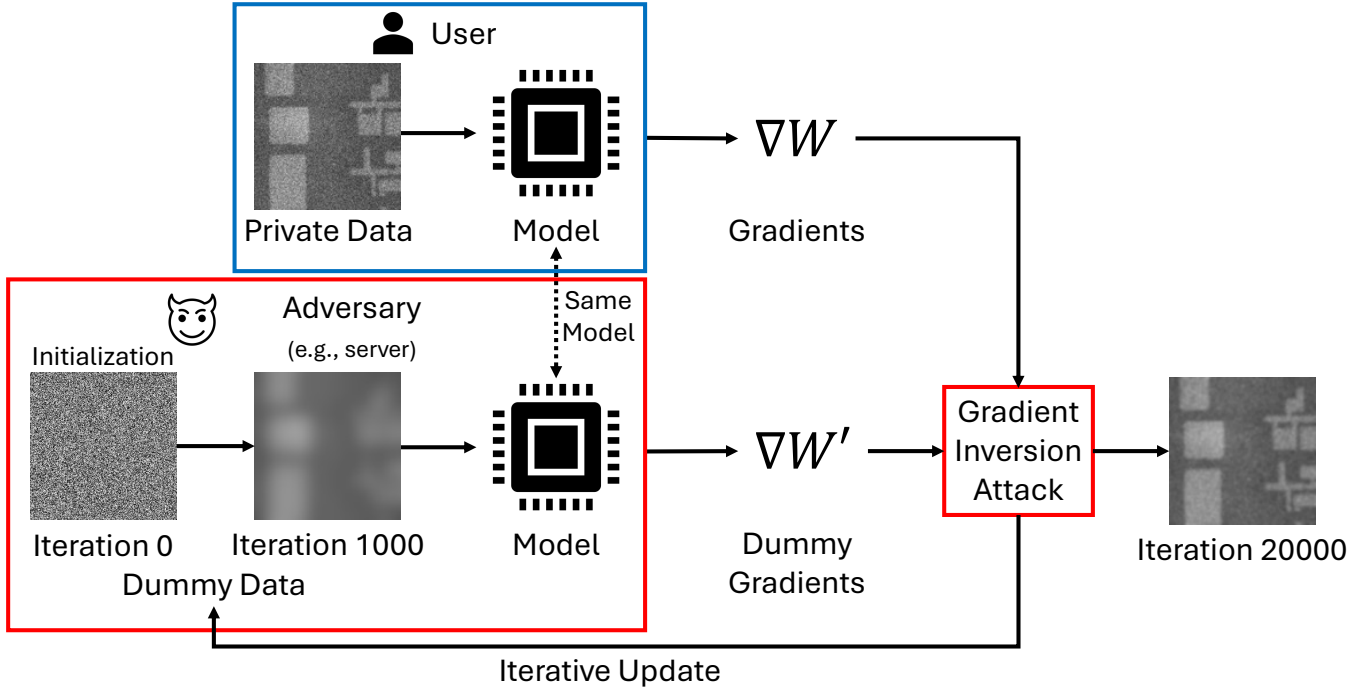 User
Private Data
Model
∇W
Gradients
Adversary
(e.g., server)
Same
Model
Initialization
Iteration 0
Iteration 1000
Dummy Data
Model
∇W′
Dummy
Gradients
Gradient
Inversion
Attack
Iteration 20000
Iterative Update